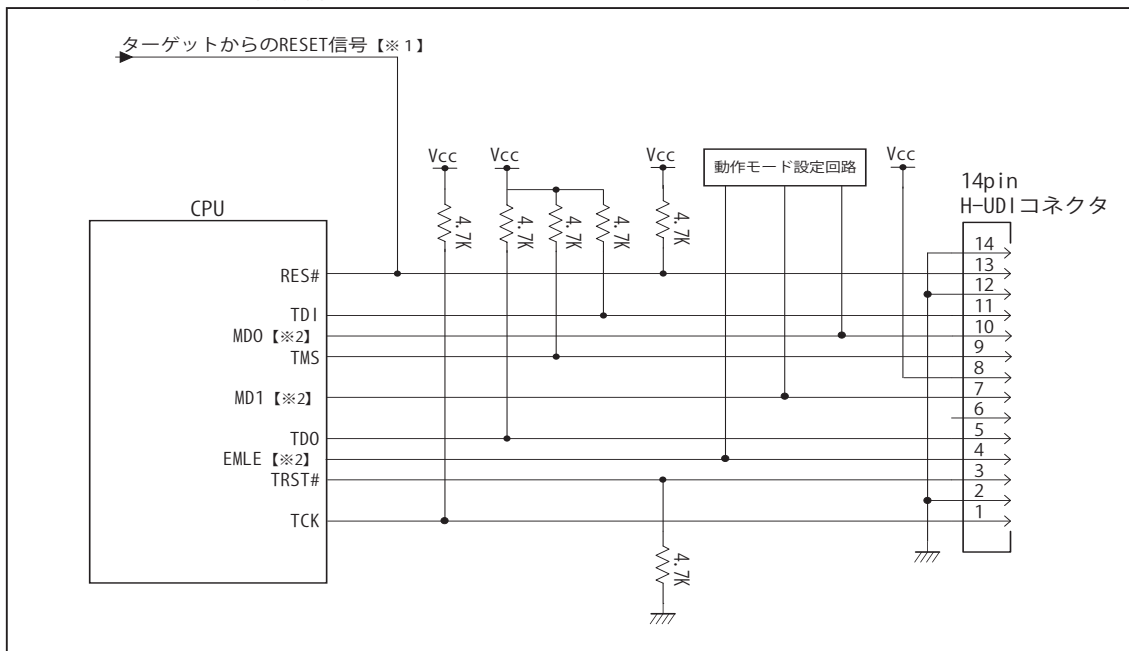 ターゲットからのRESET信号【※1】
Vcc
Vcc
Vcc
動作モード設定回路
Vcc
14pin
H-UDIコネクタ
CPU
4.7K
4.7K
4.7K
4.7K
4.7K
14
RES#
13
12
TDI
11
MD0【※2】
10
TMS
9
8
MD1【※2】
7
6
TDO
5
EMLE【※2】
4
TRST#
3
2
TCK
1
4.7K